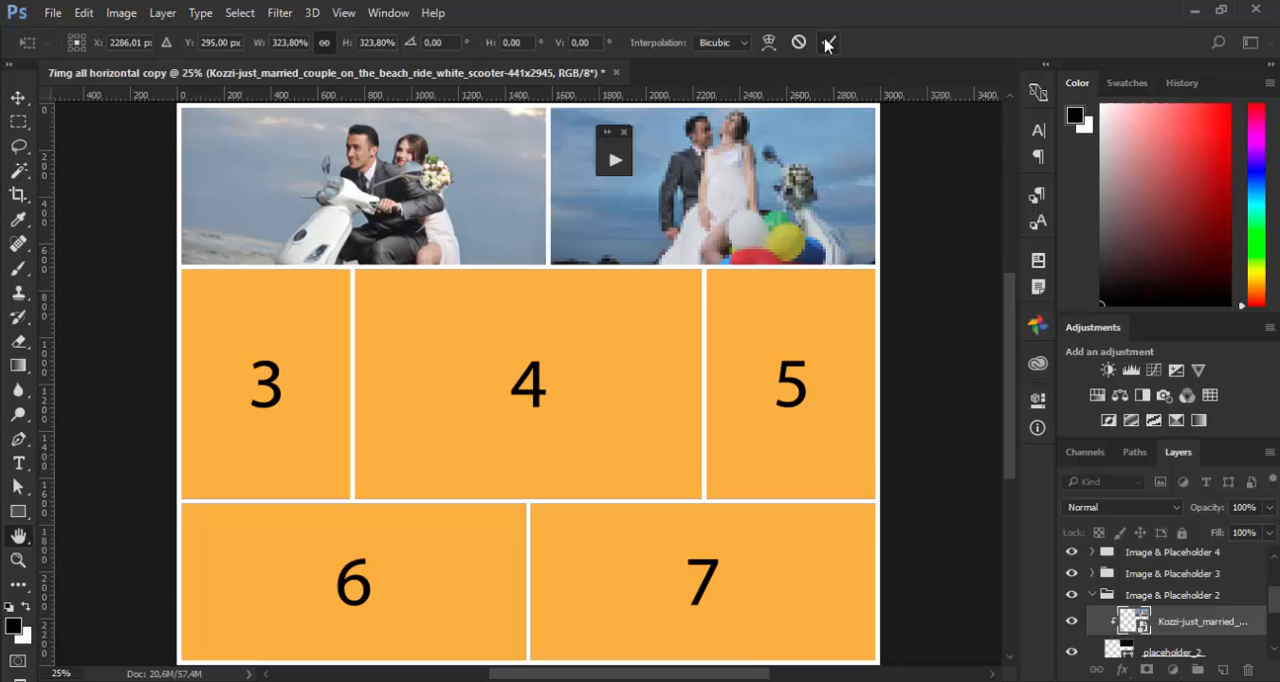 Ps File Edit Image Layer Type Select Filter 3D View Window Help
X: 2286,01 px Y: 295,00 px W: 323,80% H: 323,80% 0,00 ° H: 0,00 ° V: 0,00 ° Interpolation: Bicubic
7img all horizontal copy @ 25% (Kozzi-just_married_couple_on_the_beach_ride_white_scooter-441x2945, RGB/8*) * ×
400 200 0 200 400 600 800 1000 1200 1400 1600 1800 2000 2200 2400 2600 2800 3000 3200 3400
Color Swatches History
3 4 5
6 7
Adjustments
Add an adjustment
Channels Paths Layers
Kind
Normal Opacity: 100%
Lock: Fill: 100%
Image & Placeholder 4
Image & Placeholder 3
Image & Placeholder 2
Kozzi-just_married_...
placeholder_2
25% Doc: 20,6M/57,4M